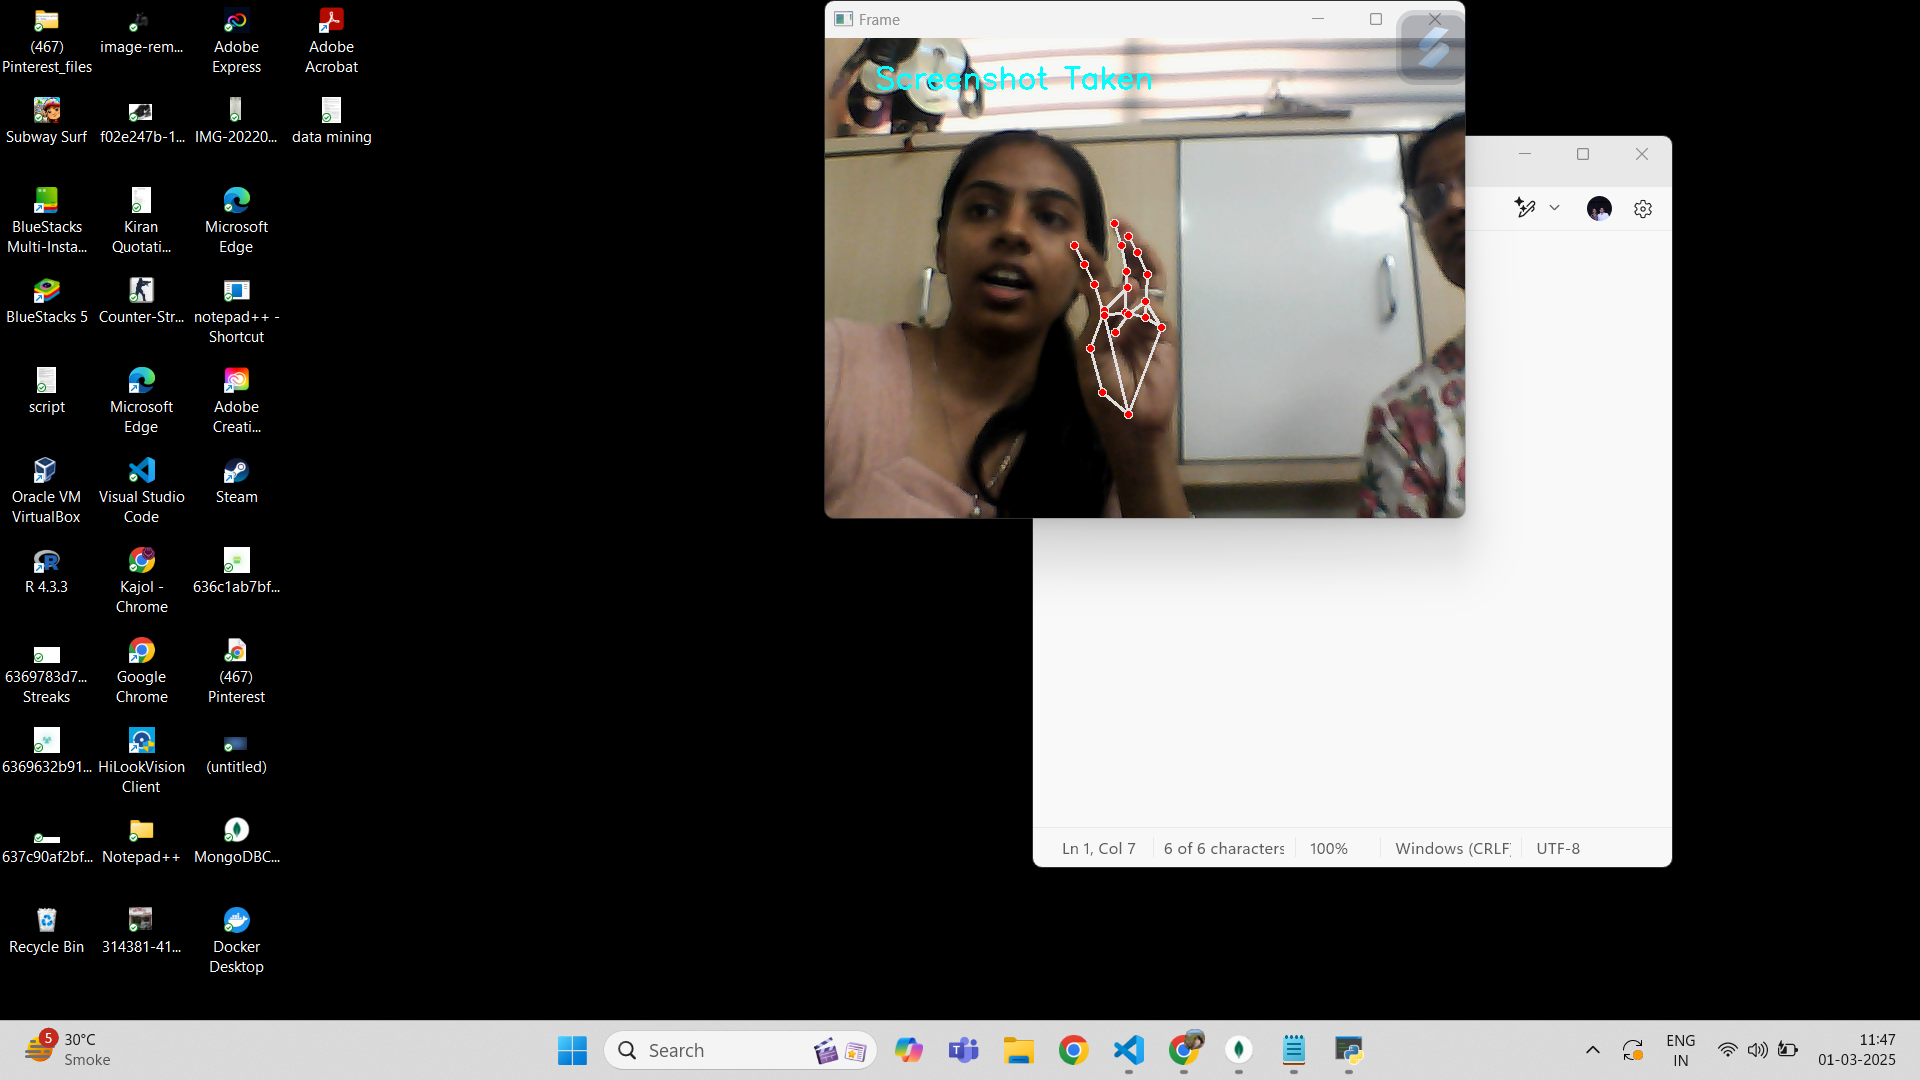 (467)
Pinterest_files
image-rem...
Adobe
Express
Adobe
Acrobat
Subway Surf
f02e247b-1...
IMG-20220...
data mining
BlueStacks
Multi-Insta...
Kiran
Quotati...
Microsoft
Edge
BlueStacks 5
Counter-Str...
notepad++ -
Shortcut
script
Microsoft
Edge
Adobe
Creati...
Oracle VM
VirtualBox
Visual Studio
Code
Steam
R 4.3.3
Kajol -
Chrome
636c1ab7bf...
6369783d7...
Streaks
Google
Chrome
(467)
Pinterest
6369632b91...
HiLookVision
Client
(untitled)
637c90af2bf...
Notepad++
MongoDBC...
Recycle Bin
314381-41...
Docker
Desktop
Frame
Screenshot Taken
Ln 1, Col 7
6 of 6 characters
100%
Windows (CRLF)
UTF-8
5
30°C
Smoke
Search
ENG
IN
11:47
01-03-2025